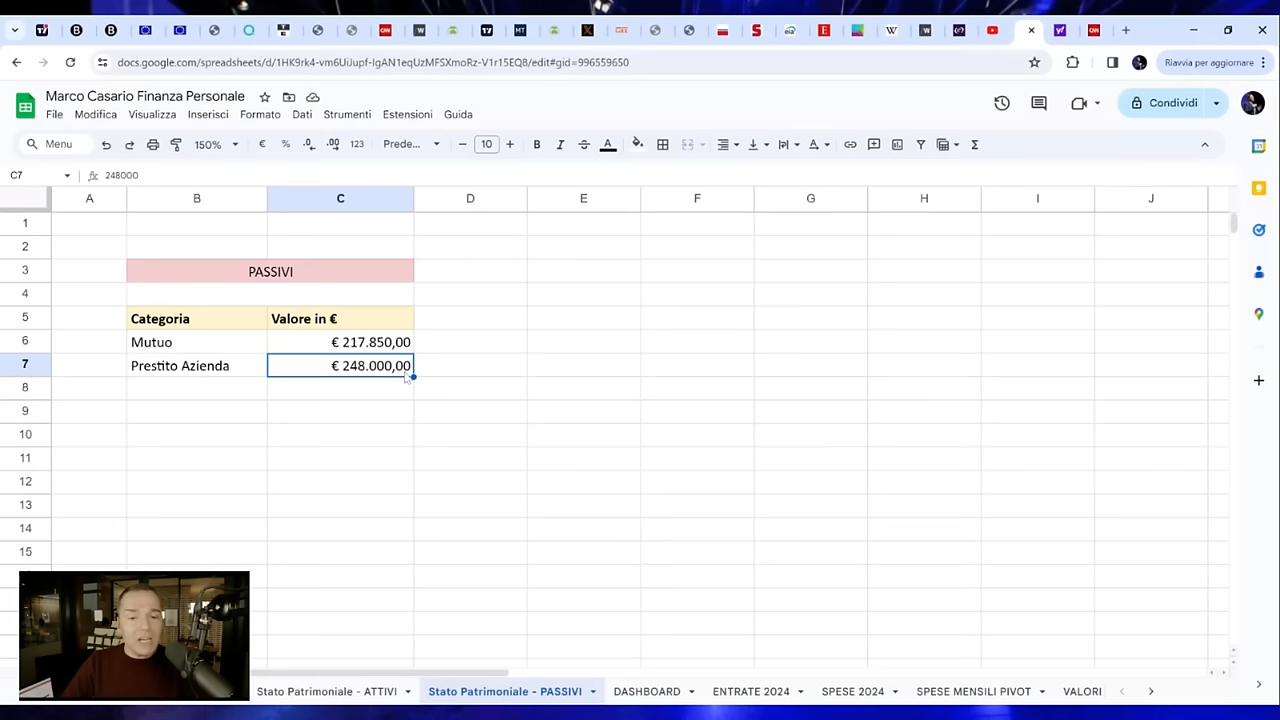 docs.google.com/spreadsheets/d/1HK9rk4-vm6UiJupf-IgAN1eqUzMFSXmoRz-V1r15EQ8/edit#gid=996559650
Riavvia per aggiornare
Marco Casario Finanza Personale
File Modifica Visualizza Inserisci Formato Dati Strumenti Estensioni Guida
Condividi
Menu 150% € % .0 .00 123 Prede... 10 B I S A
C7 fx 248000
A B C D E F G H I J
1
2
3 PASSIVI
4
5 Categoria Valore in €
6 Mutuo € 217.850,00
7 Prestito Azienda € 248.000,00
8
9
10
11
12
13
14
15
Stato Patrimoniale - ATTIVI Stato Patrimoniale - PASSIVI DASHBOARD ENTRATE 2024 SPESE 2024 SPESE MENSILI PIVOT VALORI